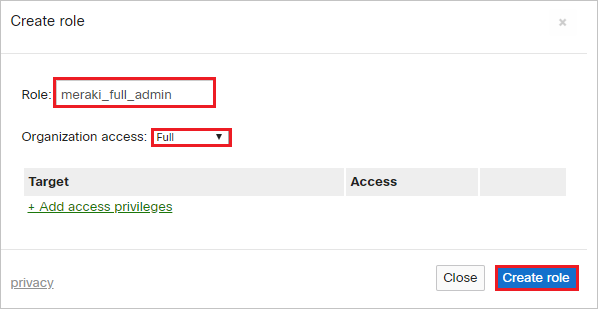 Create role ×
Role: meraki_full_admin
Organization access: Full ▼
Target Access
+ Add access privileges
privacy Close Create role